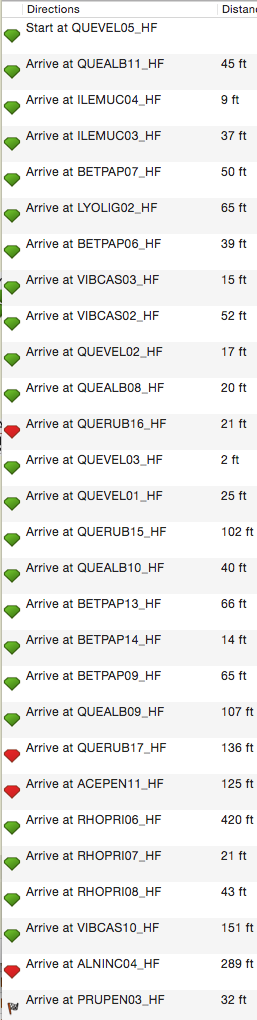 Directions Distanc
Start at QUEVEL05_HF
Arrive at QUEALB11_HF 45 ft
Arrive at ILEMUC04_HF 9 ft
Arrive at ILEMUC03_HF 37 ft
Arrive at BETPAP07_HF 50 ft
Arrive at LYOLIG02_HF 65 ft
Arrive at BETPAP06_HF 39 ft
Arrive at VIBCAS03_HF 15 ft
Arrive at VIBCAS02_HF 52 ft
Arrive at QUEVEL02_HF 17 ft
Arrive at QUEALB08_HF 20 ft
Arrive at QUERUB16_HF 21 ft
Arrive at QUEVEL03_HF 2 ft
Arrive at QUEVEL01_HF 25 ft
Arrive at QUERUB15_HF 102 ft
Arrive at QUEALB10_HF 40 ft
Arrive at BETPAP13_HF 66 ft
Arrive at BETPAP14_HF 14 ft
Arrive at BETPAP09_HF 65 ft
Arrive at QUEALB09_HF 107 ft
Arrive at QUERUB17_HF 136 ft
Arrive at ACEPEN11_HF 125 ft
Arrive at RHOPRI06_HF 420 ft
Arrive at RHOPRI07_HF 21 ft
Arrive at RHOPRI08_HF 43 ft
Arrive at VIBCAS10_HF 151 ft
Arrive at ALNINC04_HF 289 ft
Arrive at PRUPEN03_HF 32 ft